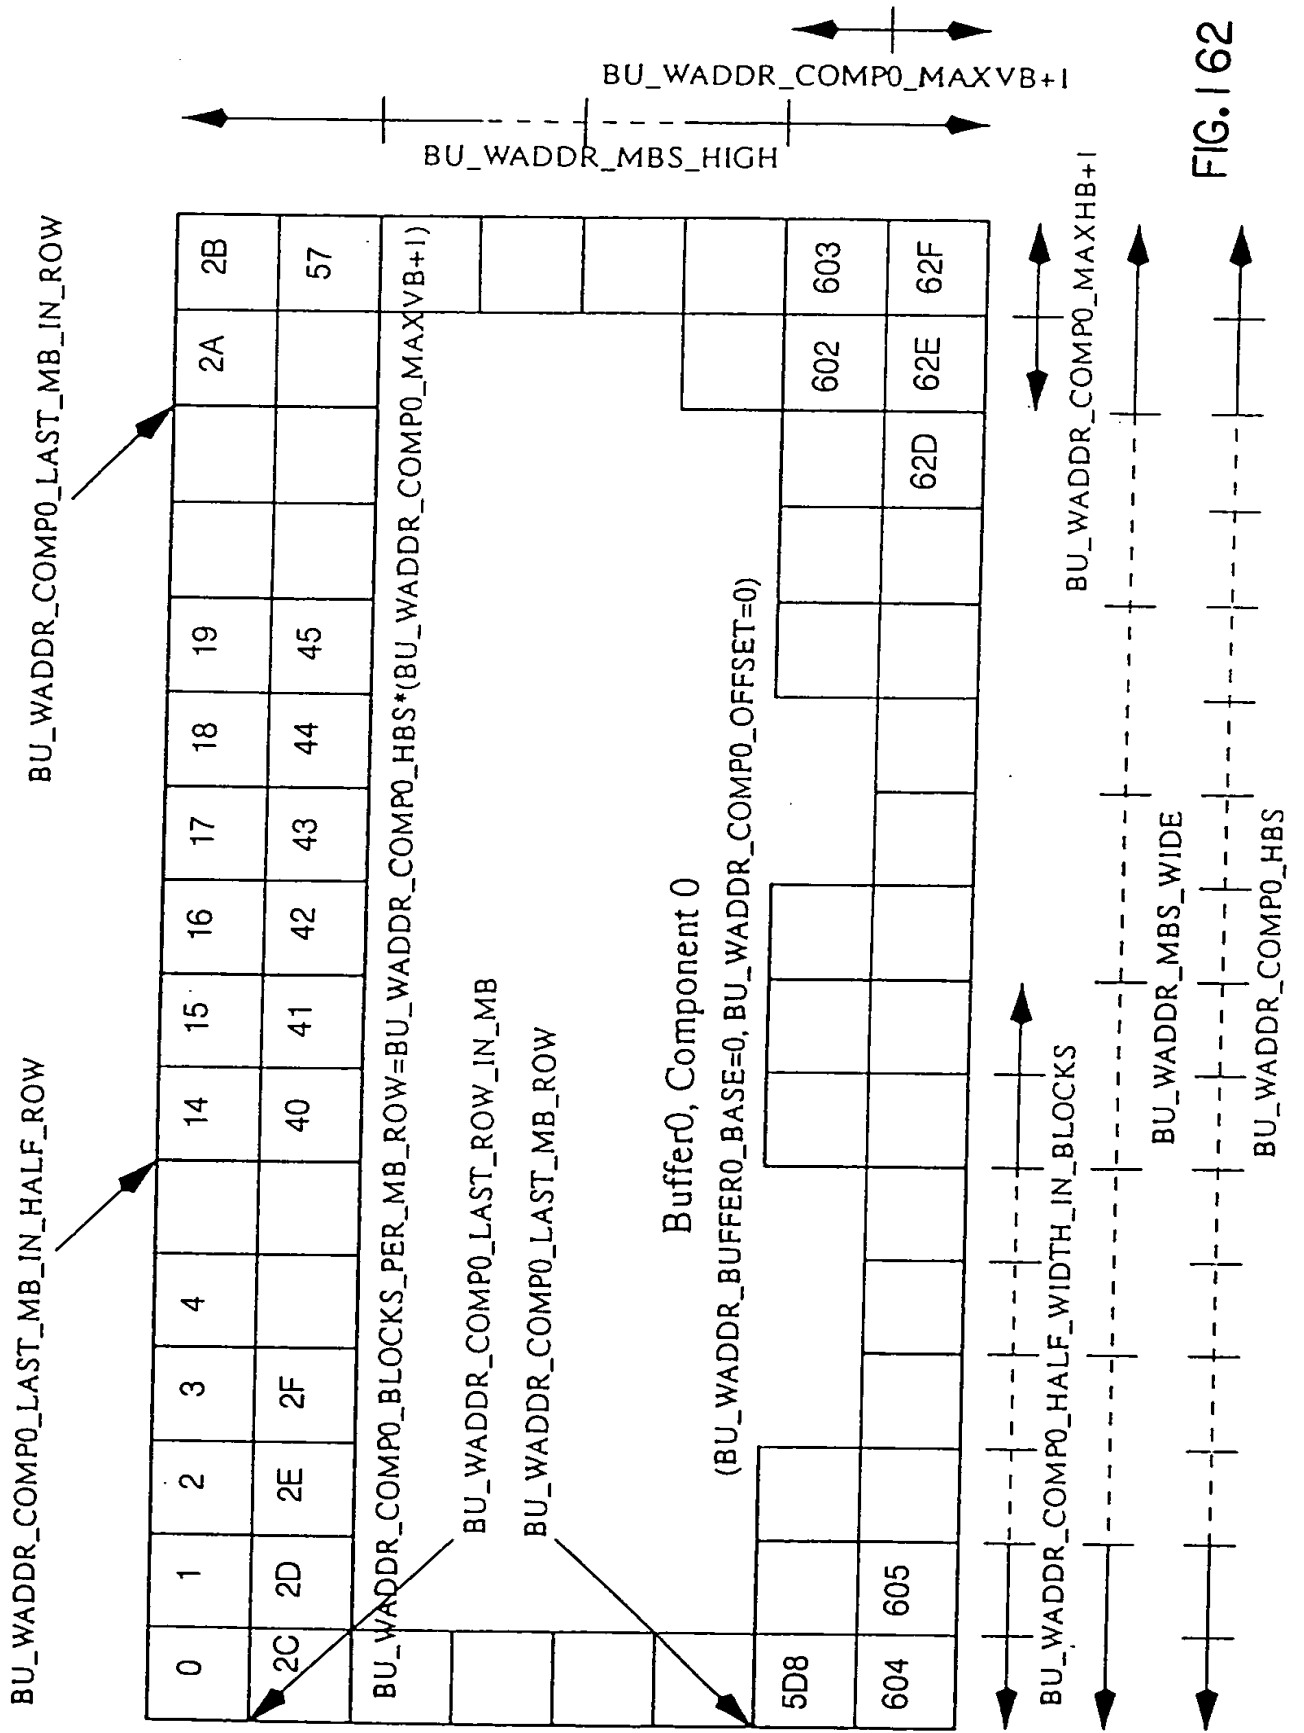 BU_WADDR_COMP0_LAST_MB_IN_HALF_ROW
BU_WADDR_COMP0_LAST_MB_IN_ROW
0 1 2 3 4 14 15 16 17 18 19 2A 2B
2C 2D 2E 2F 40 41 42 43 44 45 57
BU_WADDR_COMP0_BLOCKS_PER_MB_ROW=BU_WADDR_COMP0_HBS*(BU_WADDR_COMP0_MAXVB+1)
BU_WADDR_COMP0_LAST_ROW_IN_MB
BU_WADDR_COMP0_LAST_MB_ROW
Buffer0, Component 0
(BU_WADDR_BUFFER0_BASE=0, BU_WADDR_COMP0_OFFSET=0)
5D8 602 603
604 605 62D 62E 62F
BU_WADDR_MBS_HIGH
BU_WADDR_COMP0_MAXVB+1
BU_WADDR_COMP0_HALF_WIDTH_IN_BLOCKS
BU_WADDR_COMP0_MAXHB+1
BU_WADDR_MBS_WIDE
BU_WADDR_COMP0_HBS
FIG.162